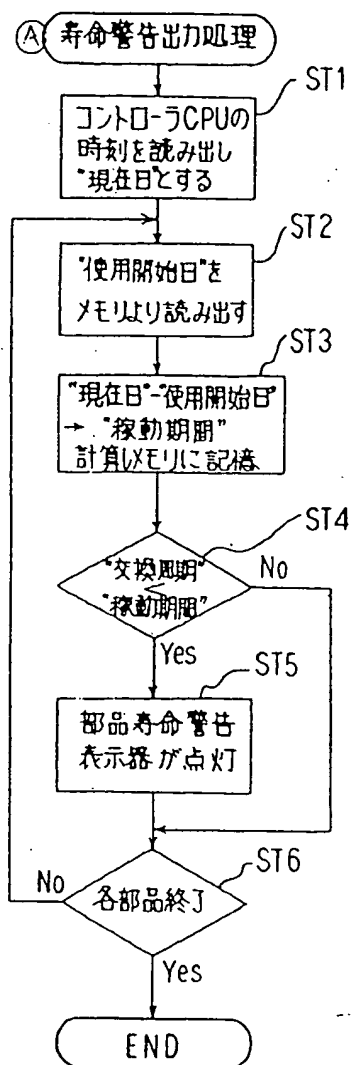 Ⓐ 寿命警告出力処理
ST1
コントローラCPUの
時刻を読み出し
"現在日"とする
ST2
"使用開始日"を
メモリより読み出す
ST3
"現在日"-"使用開始日"
→ "稼動期間"
計算しメモリに記憶
ST4
"交換周期"
<
"稼動期間"
No
Yes
ST5
部品寿命警告
表示器が点灯
ST6
No
各部品終了
Yes
END